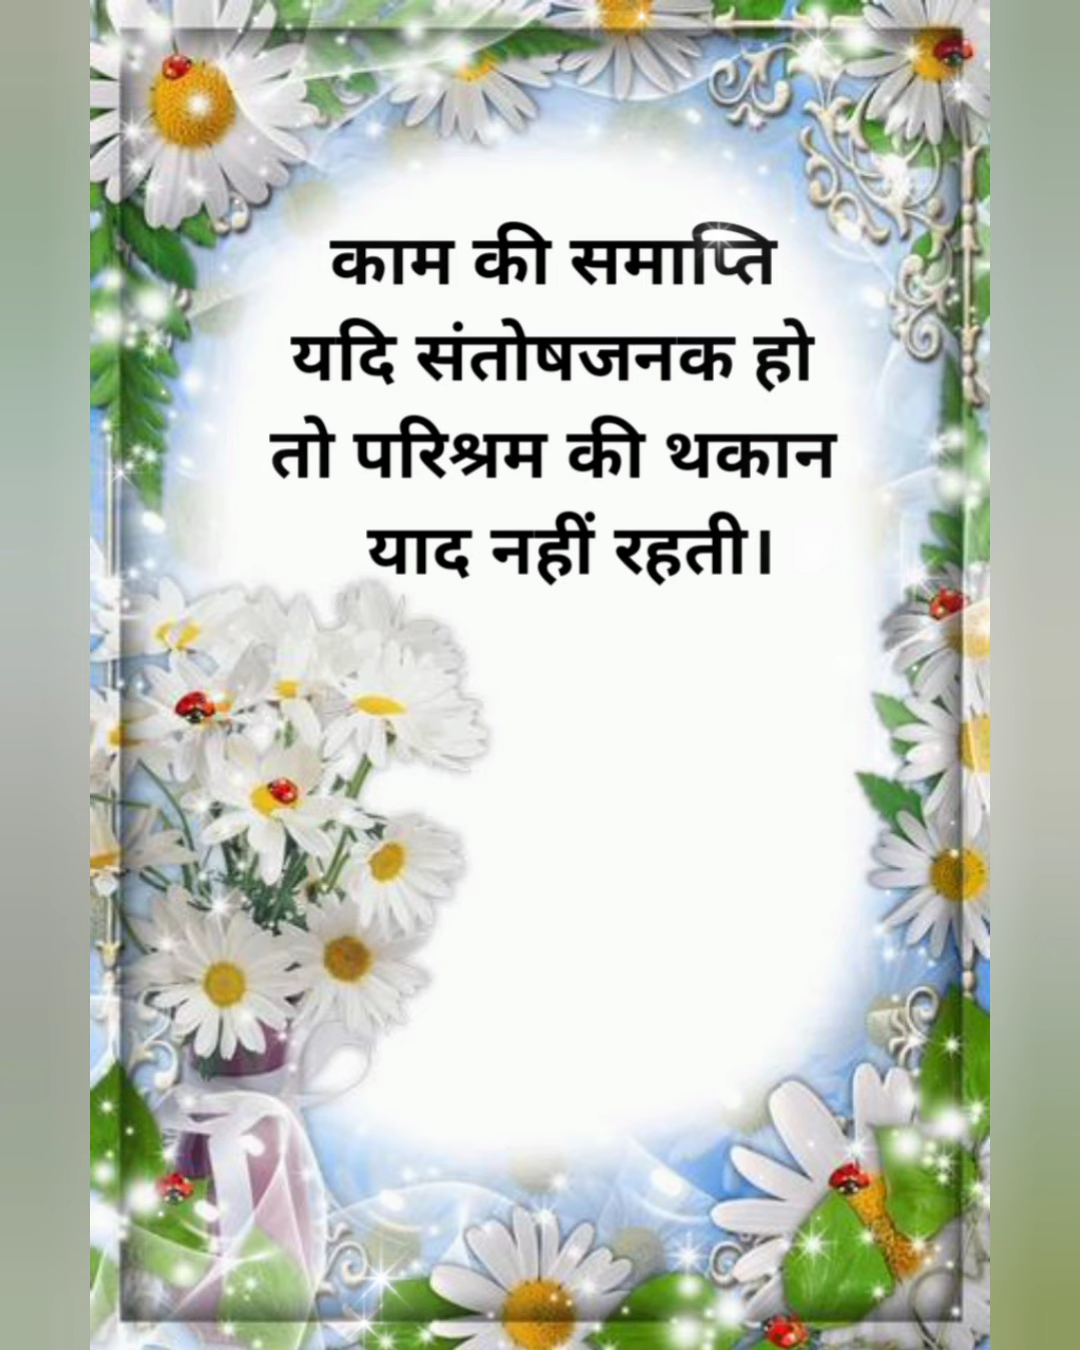 काम की समाप्ति
यदि संतोषजनक हो
तो परिश्रम की थकान
याद नहीं रहती।